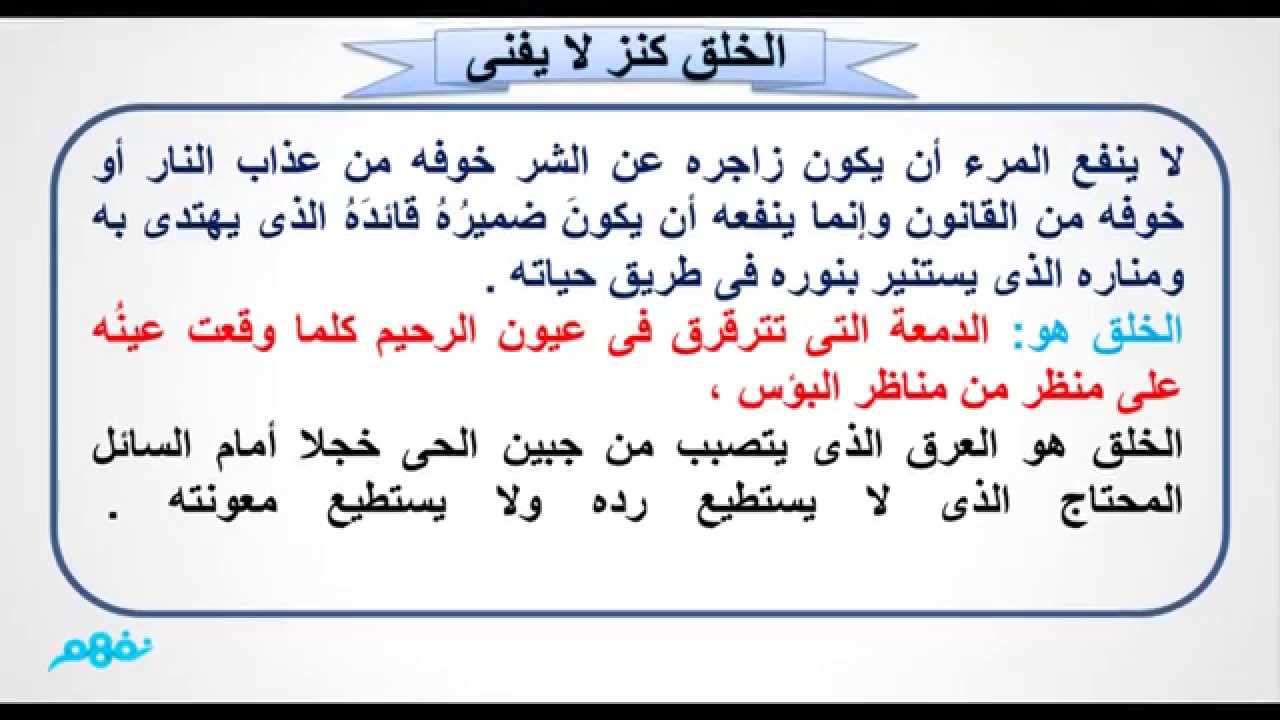 الخلق كنز لا يفنى
لا ينفع المرء أن يكون زاجره عن الشر خوفه من عذاب النار أو
خوفه من القانون وإنما ينفعه أن يكونَ ضميرُهُ قائدَهُ الذى يهتدى به
ومناره الذى يستنير بنوره فى طريق حياته .
الخلق هو: الدمعة التى تترقرق فى عيون الرحيم كلما وقعت عينُه
على منظر من مناظر البؤس ،
الخلق هو العرق الذى يتصبب من جبين الحى خجلا أمام السائل
المحتاج الذى لا يستطيع رده ولا يستطيع معونته .
نفهم